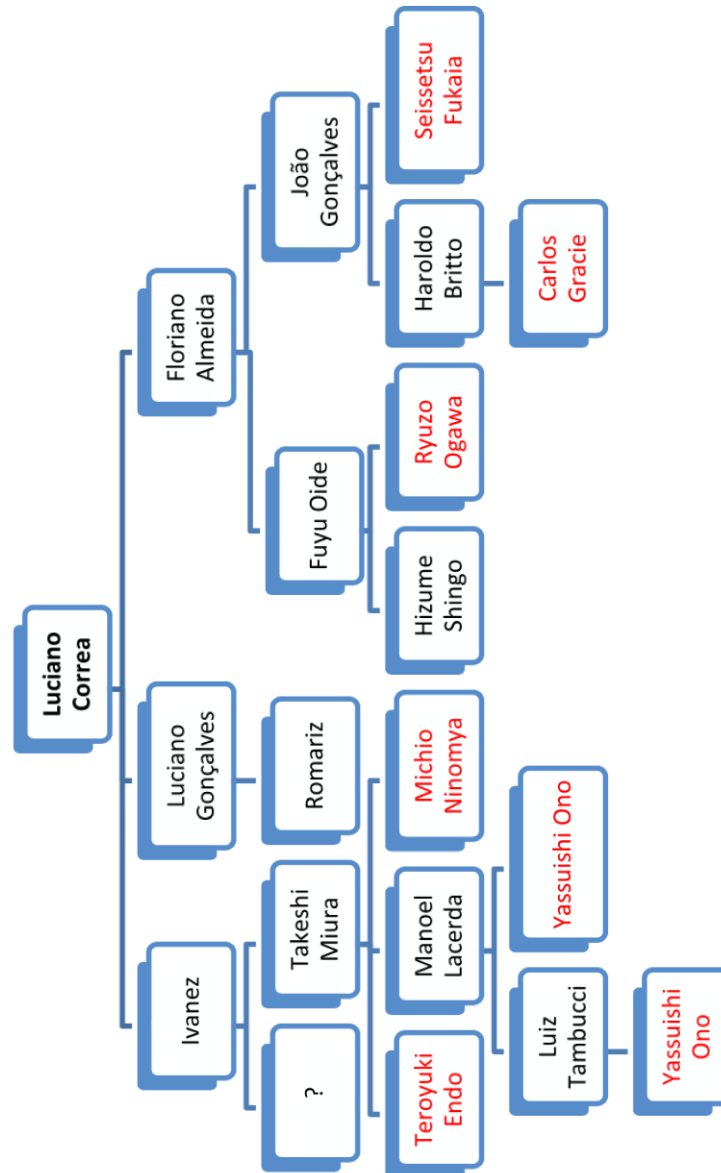 Luciano
Correa
Ivanez
Luciano
Gonçalves
Floriano
Almeida
?
Takeshi
Miura
Romariz
Fuyu Oide
João
Gonçalves
Teroyuki
Endo
Manoel
Lacerda
Michio
Ninomya
Hizume
Shingo
Ryuzo
Ogawa
Haroldo
Britto
Seissetsu
Fukaia
Luiz
Tambucci
Yassuishi Ono
Carlos
Gracie
Yassuishi
Ono